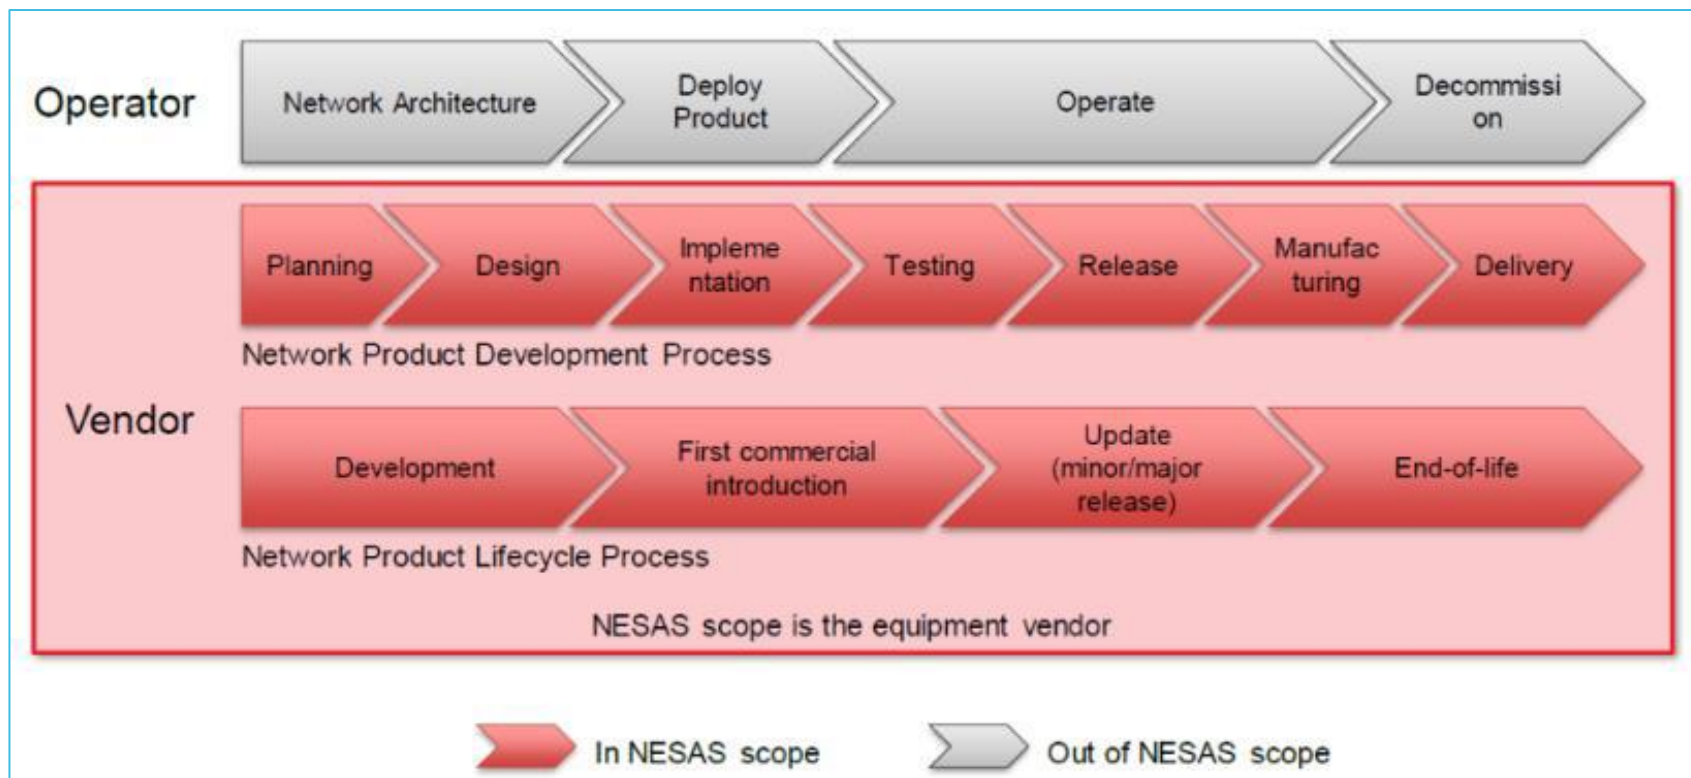 Operator
Network Architecture
Deploy
Product
Operate
Decommissi
on
Vendor
Planning
Design
Impleme
ntation
Testing
Release
Manufac
turing
Delivery
Network Product Development Process
Development
First commercial
introduction
Update
(minor/major
release)
End-of-life
Network Product Lifecycle Process
NESAS scope is the equipment vendor
In NESAS scope
Out of NESAS scope